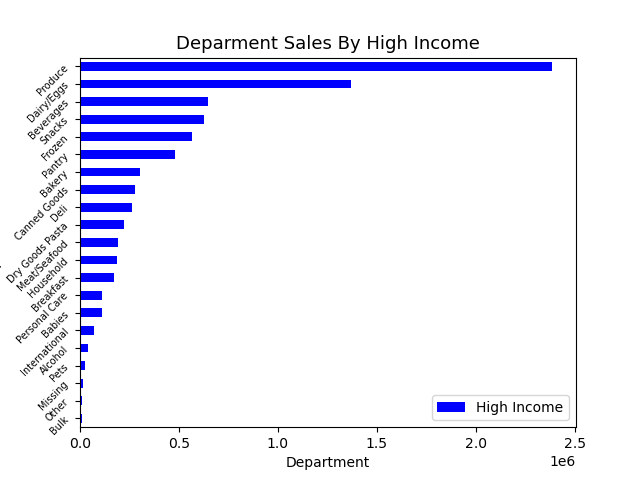 Deparment Sales By High Income
Produce
Dairy/Eggs
Beverages
Snacks
Frozen
Pantry
Bakery
Canned Goods
Deli
Dry Goods Pasta
Meat/Seafood
Household
Breakfast
Personal Care
Babies
International
Alcohol
Pets
Missing
Other
Bulk
High Income
0.0 0.5 1.0 1.5 2.0 2.5
1e6
Department